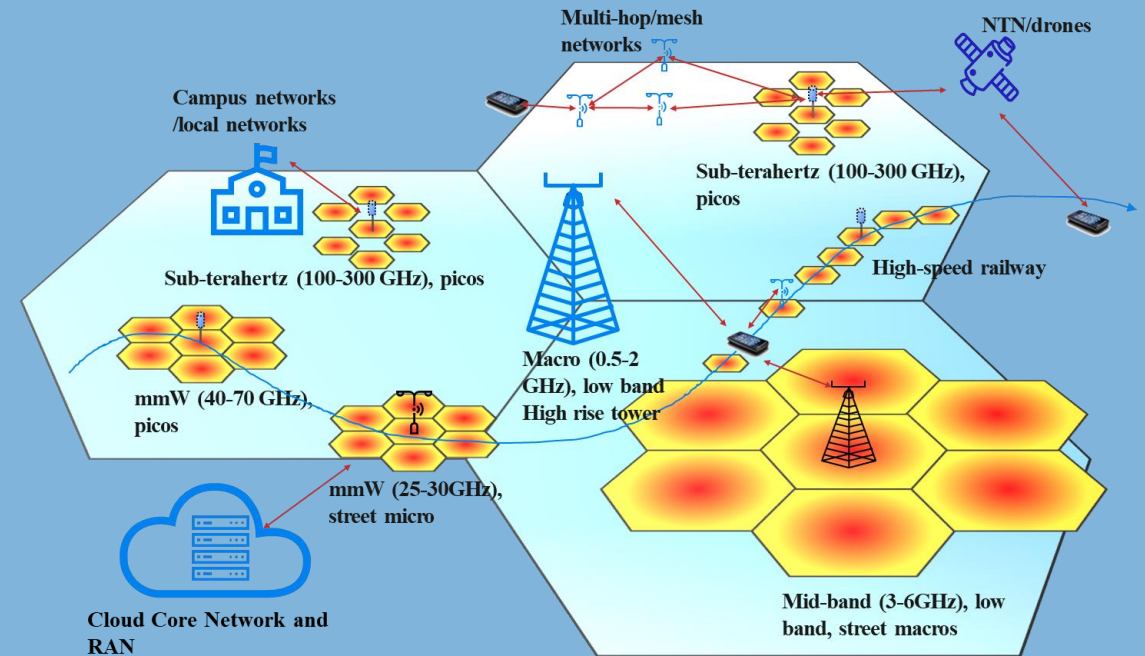 Multi-hop/mesh
networks
NTN/drones
Campus networks
/local networks
Sub-terahertz (100-300 GHz),
picos
Sub-terahertz (100-300 GHz), picos
High-speed railway
Macro (0.5-2
GHz), low band
High rise tower
mmW (40-70 GHz),
picos
mmW (25-30GHz),
street micro
Mid-band (3-6GHz), low
band, street macros
Cloud Core Network and
RAN